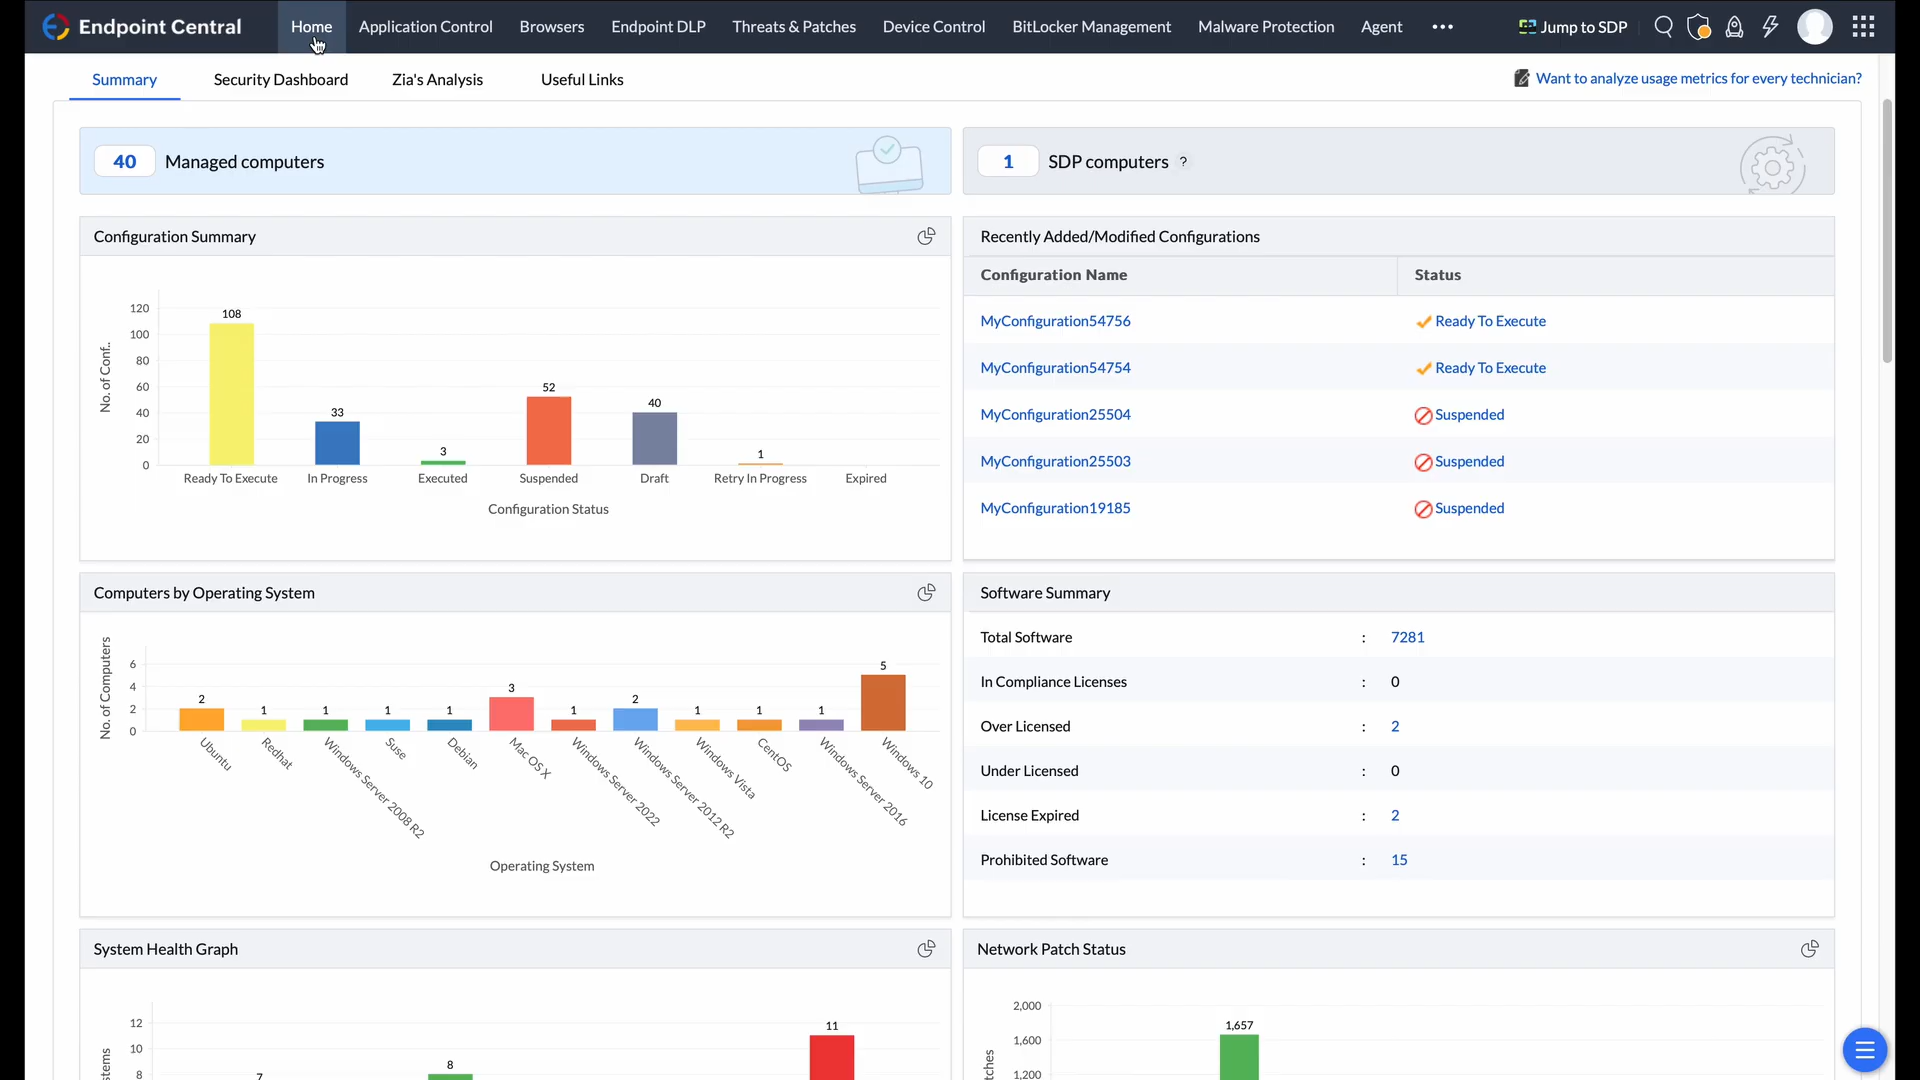 Endpoint Central
Home
Application Control
Browsers
Endpoint DLP
Threats & Patches
Device Control
BitLocker Management
Malware Protection
Agent
Jump to SDP
Summary
Security Dashboard
Zia's Analysis
Useful Links
Want to analyze usage metrics for every technician?
40 Managed computers
1 SDP computers ?
Configuration Summary
120
100
80
60
40
20
0
No. of Conf..
108
33
3
52
40
1
Ready To Execute
In Progress
Executed
Suspended
Draft
Retry In Progress
Expired
Configuration Status
Recently Added/Modified Configurations
Configuration Name Status
MyConfiguration54756 Ready To Execute
MyConfiguration54754 Ready To Execute
MyConfiguration25504 Suspended
MyConfiguration25503 Suspended
MyConfiguration19185 Suspended
Computers by Operating System
No. of Computers
6
4
2
0
2
1
1
1
1
3
1
2
1
1
1
5
Ubuntu
Redhat
Windows Server 2008 R2
Suse
Debian
Mac OS X
Windows Server 2022
Windows Server 2012 R2
Windows Vista
CentOS
Windows Server 2016
Windows 10
Operating System
Software Summary
Total Software : 7281
In Compliance Licenses : 0
Over Licensed : 2
Under Licensed : 0
License Expired : 2
Prohibited Software : 15
System Health Graph
12
10
8
7
8
11
Network Patch Status
2,000
1,600
1,200
1,657